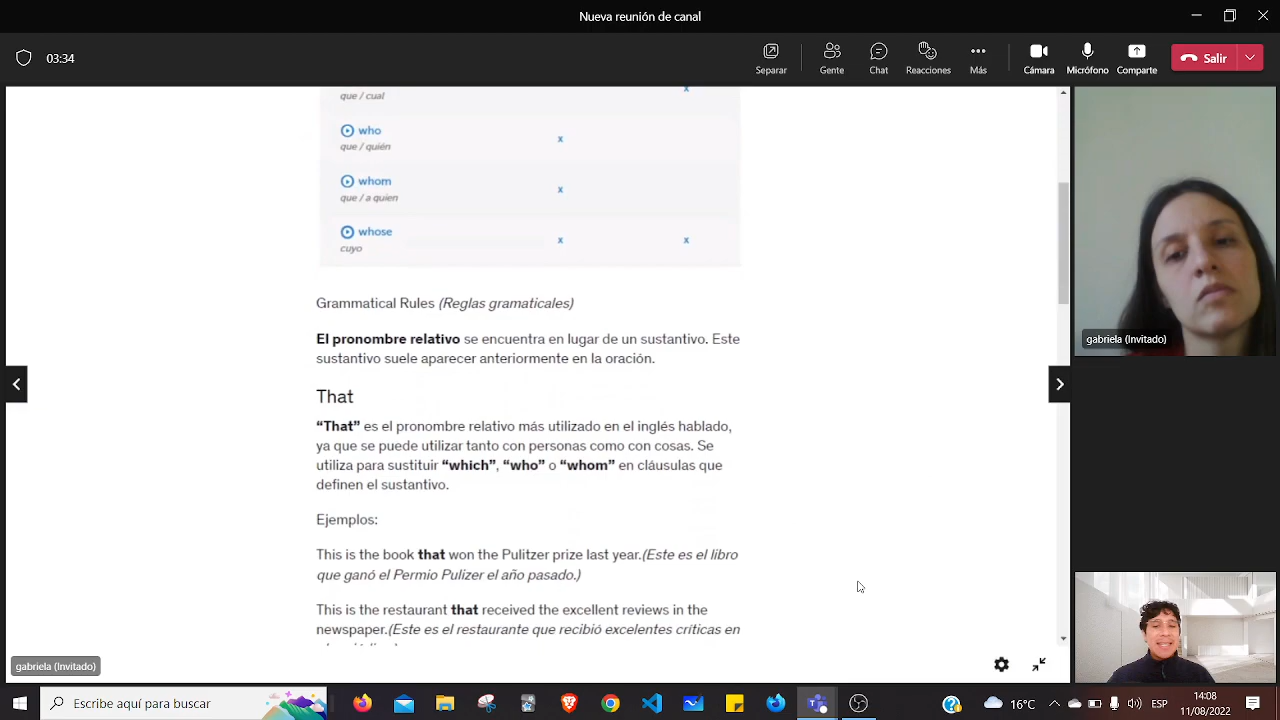 Nueva reunión de canal
03:34
Separar
Gente
Chat
Reacciones
Más
Cámara
Micrófono
Comparte
Salir
que / cual
x
who
x
que / quién
whom
x
que / a quien
whose
x x
cuyo
Grammatical Rules (Reglas gramaticales)
El pronombre relativo se encuentra en lugar de un sustantivo. Este
sustantivo suele aparecer anteriormente en la oración.
That
“That” es el pronombre relativo más utilizado en el inglés hablado,
ya que se puede utilizar tanto con personas como con cosas. Se
utiliza para sustituir “which”, “who” o “whom” en cláusulas que
definen el sustantivo.
Ejemplos:
This is the book that won the Pulitzer prize last year.(Este es el libro
que ganó el Permio Pulizer el año pasado.)
This is the restaurant that received the excellent reviews in the
newspaper.(Este es el restaurante que recibió excelentes críticas en
gabriela (Invitado)
gabriela (Invitado)
Escribe aquí para buscar
16°C
11:08